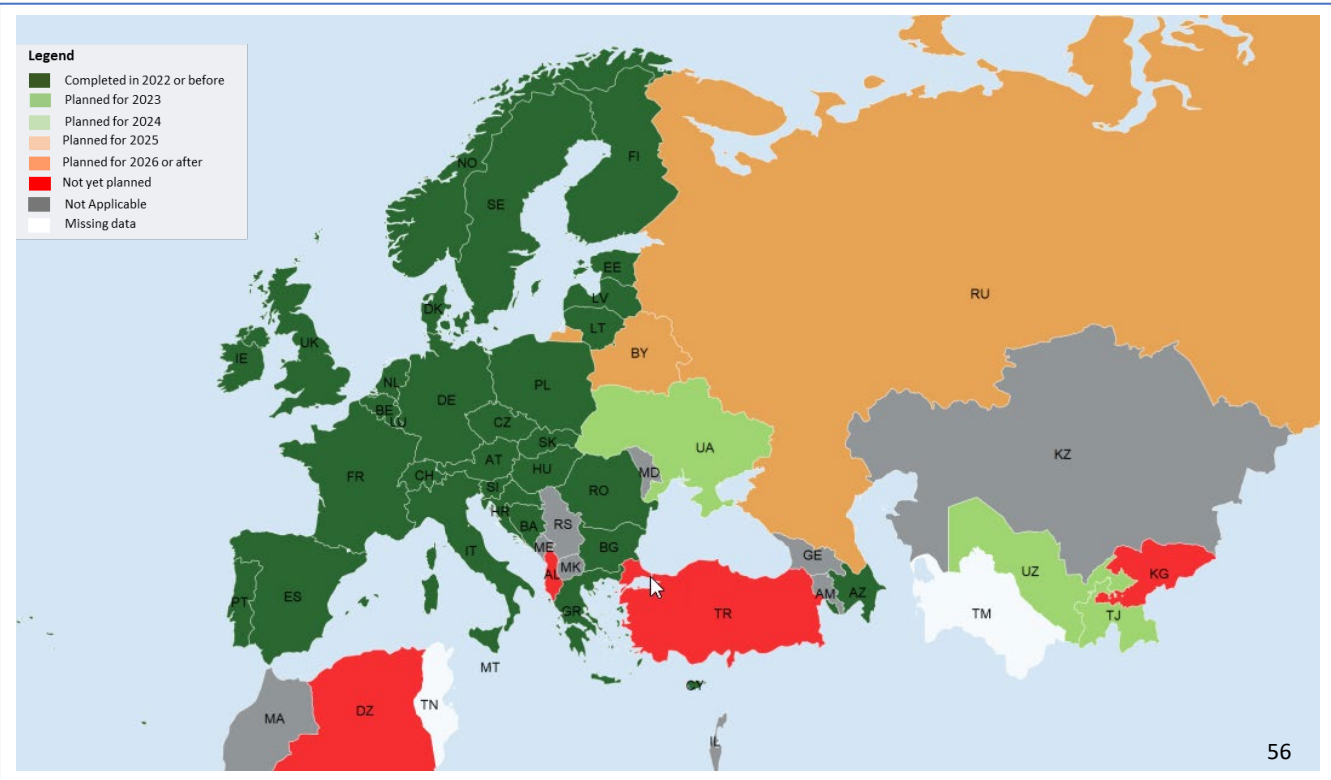 Legend
Completed in 2022 or before
Planned for 2023
Planned for 2024
Planned for 2025
Planned for 2026 or after
Not yet planned
Not Applicable
Missing data
NO
FI
SE
EE
LV
DK
LT
RU
UK
IE
BY
NL
PL
BE
DE
LU
CZ
SK
UA
KZ
AT
HU
FR
CH
MD
SI
RO
HR
BA
RS
ME
IT
BG
GE
AL
MK
UZ
KG
AM
AZ
PT
ES
GR
TR
TM
TJ
MT
CY
TN
DZ
MA
IL
56